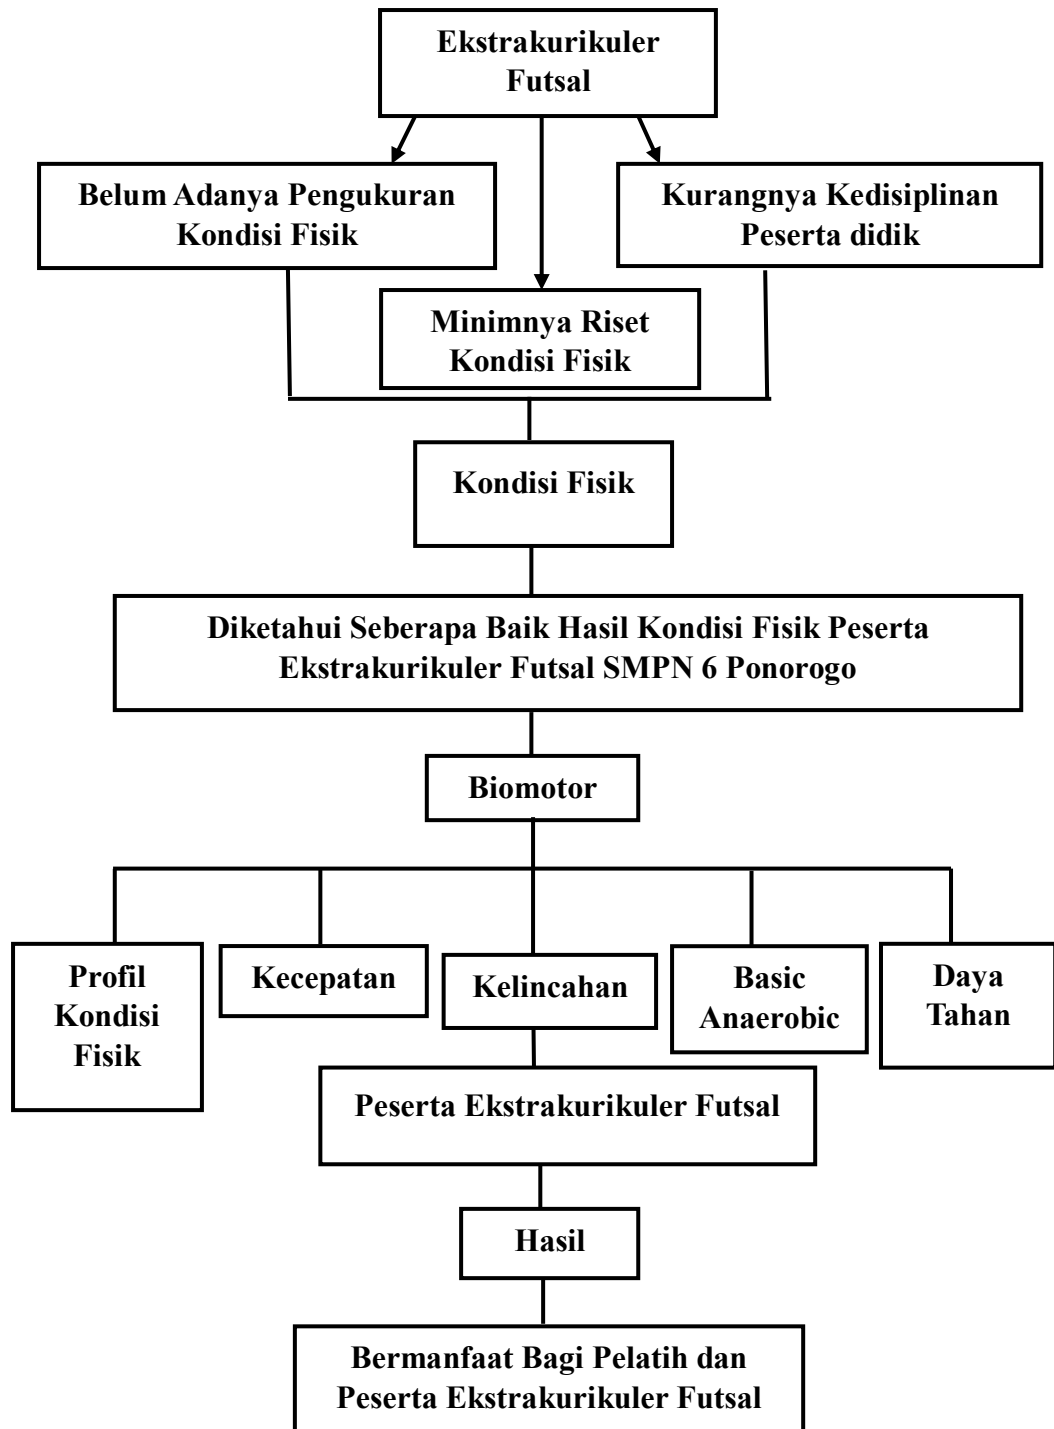 Ekstrakurikuler
Futsal
Belum Adanya Pengukuran
Kondisi Fisik
Kurangnya Kedisiplinan
Peserta didik
Minimnya Riset
Kondisi Fisik
Kondisi Fisik
Diketahui Seberapa Baik Hasil Kondisi Fisik Peserta
Ekstrakurikuler Futsal SMPN 6 Ponorogo
Biomotor
Profil
Kondisi
Fisik
Kecepatan
Kelincahan
Basic
Anaerobic
Daya
Tahan
Peserta Ekstrakurikuler Futsal
Hasil
Bermanfaat Bagi Pelatih dan
Peserta Ekstrakurikuler Futsal